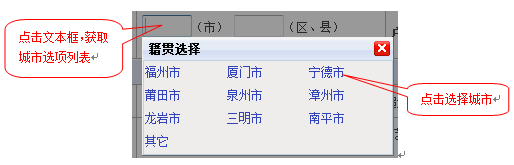 点击文本框，获取
城市选项列表
（市） （区、县）
籍贯选择
福州市 厦门市 宁德市
莆田市 泉州市 漳州市
龙岩市 三明市 南平市
其它
点击选择城市